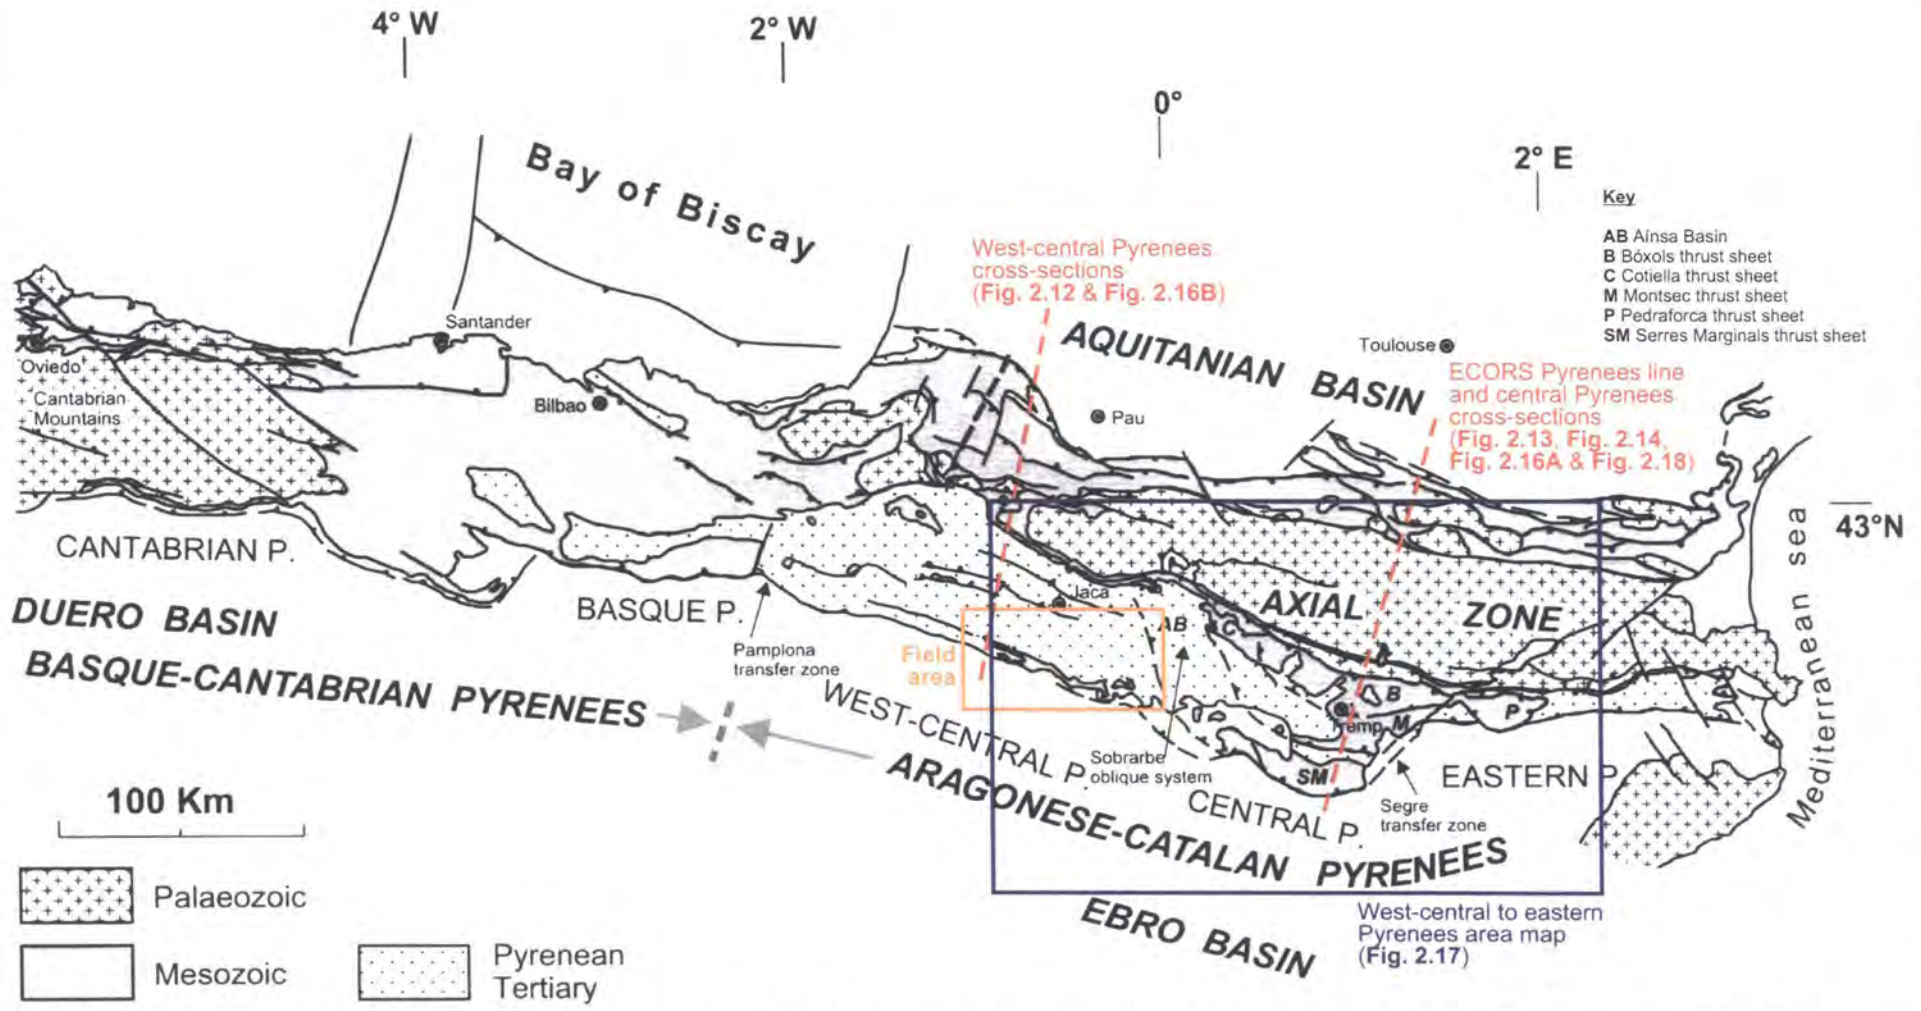 4° W
2° W
0°
2° E
Bay of Biscay
Key
AB Aínsa Basin
B Bóxols thrust sheet
C Cotiella thrust sheet
M Montsec thrust sheet
P Pedraforca thrust sheet
SM Serres Marginals thrust sheet
West-central Pyrenees
cross-sections
(Fig. 2.12 & Fig. 2.16B)
Santander
AQUITANIAN BASIN
Toulouse
Oviedo
ECORS Pyrenees line
and central Pyrenees
cross-sections
(Fig. 2.13, Fig. 2.14,
Fig. 2.16A & Fig. 2.18)
Cantabrian
Mountains
Bilbao
Pau
43°N
Mediterranean sea
CANTABRIAN P.
BASQUE P.
Jaca
AXIAL ZONE
DUERO BASIN
AB
C
Pamplona
transfer zone
Field
area
BASQUE-CANTABRIAN PYRENEES
WEST-CENTRAL P.
B
M
P
Sobrarbe
oblique system
SM
EASTERN P.
ARAGONESE-CATALAN PYRENEES
CENTRAL P.
Segre
transfer zone
100 Km
EBRO BASIN
West-central to eastern
Pyrenees area map
(Fig. 2.17)
Palaeozoic
Mesozoic
Pyrenean
Tertiary